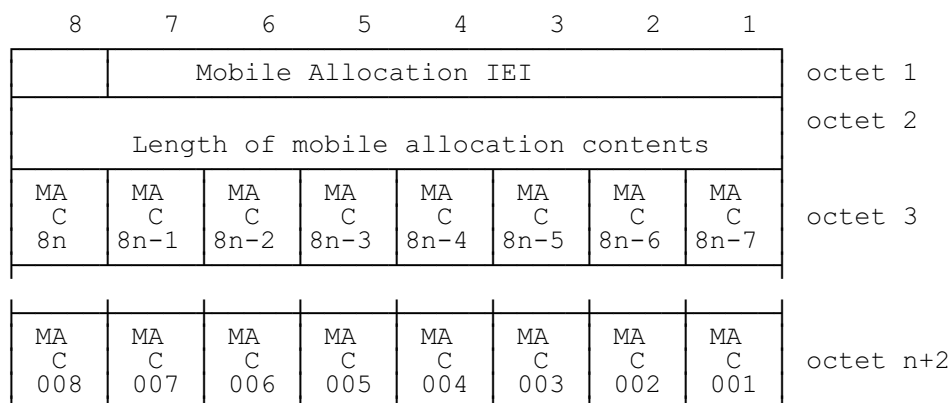 8 7 6 5 4 3 2 1
Mobile Allocation IEI octet 1
octet 2
Length of mobile allocation contents
MA MA MA MA MA MA MA MA
C C C C C C C C octet 3
8n 8n-1 8n-2 8n-3 8n-4 8n-5 8n-6 8n-7
MA MA MA MA MA MA MA MA
C C C C C C C C octet n+2
008 007 006 005 004 003 002 001